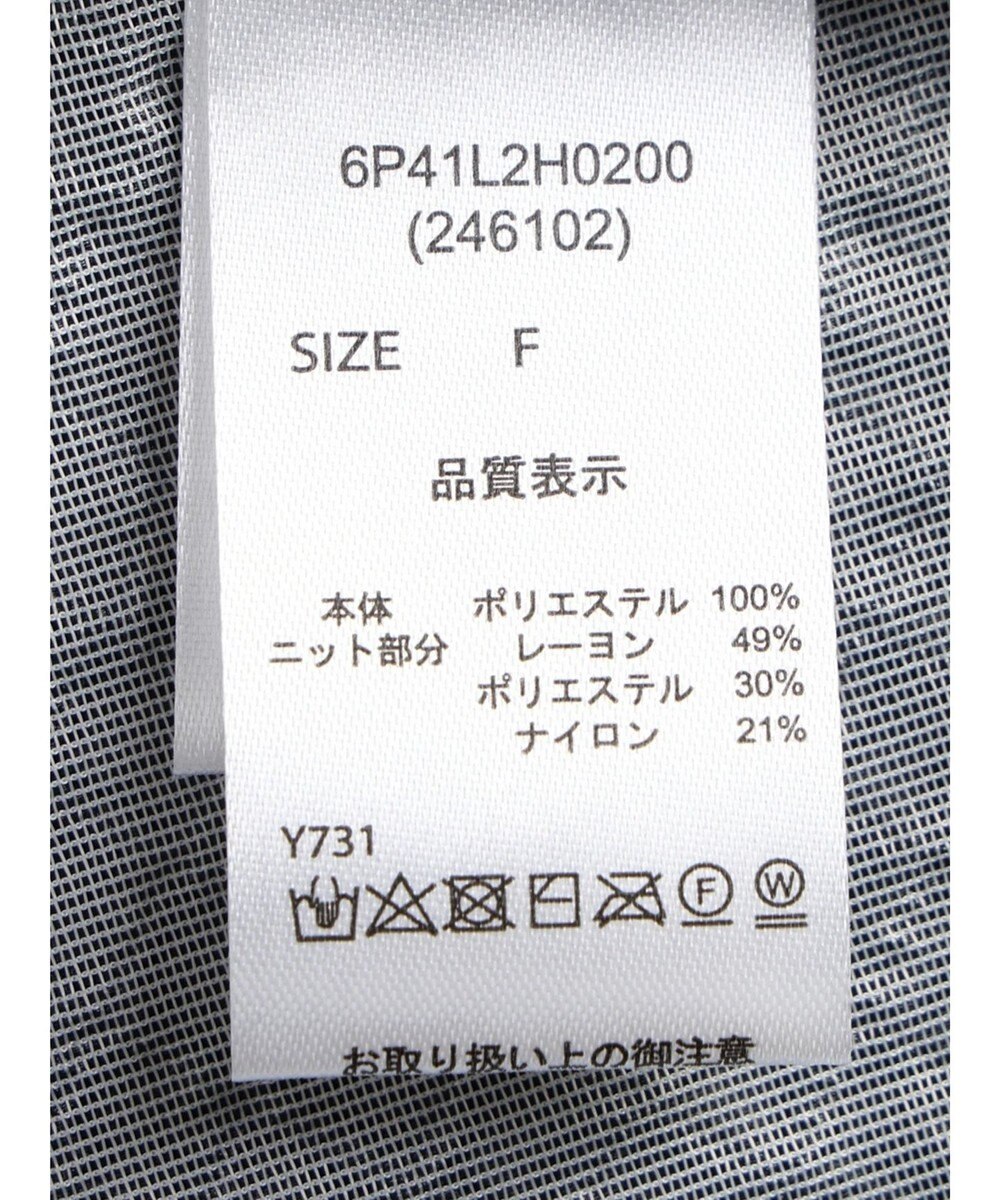 6P41L2H0200
(246102)
SIZE F
品質表示
本体 ポリエステル 100%
ニット部分 レーヨン 49%
ポリエステル 30%
ナイロン 21%
Y731
F W
お取り扱い上の御注意